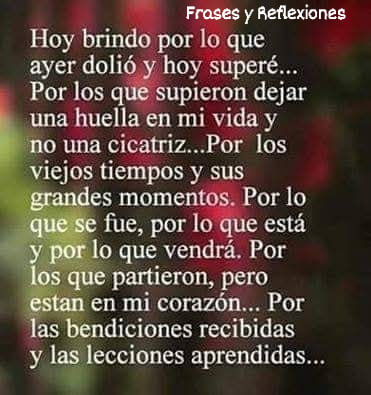 Frases y Reflexiones
Hoy brindo por lo que
ayer dolió y hoy superé...
Por los que supieron dejar
una huella en mi vida y
no una cicatriz...Por los
viejos tiempos y sus
grandes momentos. Por lo
que se fue, por lo que está
y por lo que vendrá. Por
los que partieron, pero
estan en mi corazón... Por
las bendiciones recibidas
y las lecciones aprendidas...